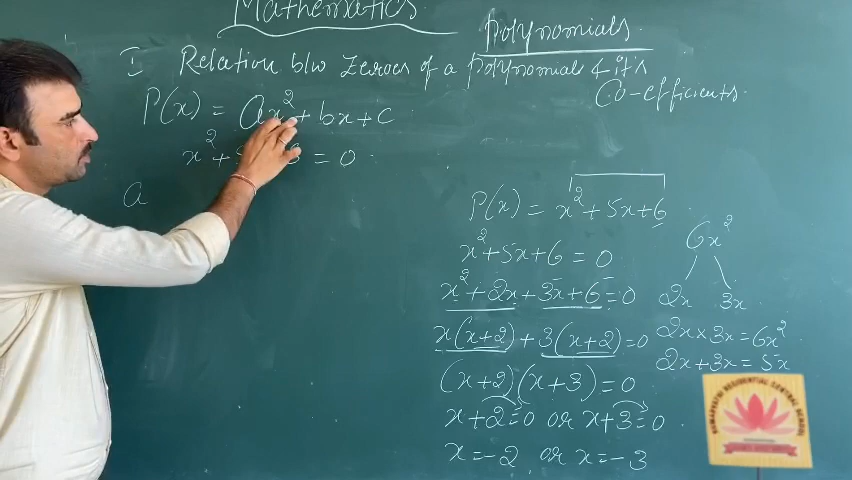 Mathematics
Polynomials.
I Relation b/w Zeroes of a polynomials & it's
Co-efficients.
P(x) = ax² + bx + c
x² + = 0
a
P(x) = x² + 5x + 6
x² + 5x + 6 = 0
x² + 2x + 3x + 6 = 0
x(x+2) + 3(x+2) = 0
(x+2)(x+3) = 0
x+2=0 or x+3=0
x = -2 or x = -3
6x²
2x 3x
2x × 3x = 6x²
2x + 3x = 5x